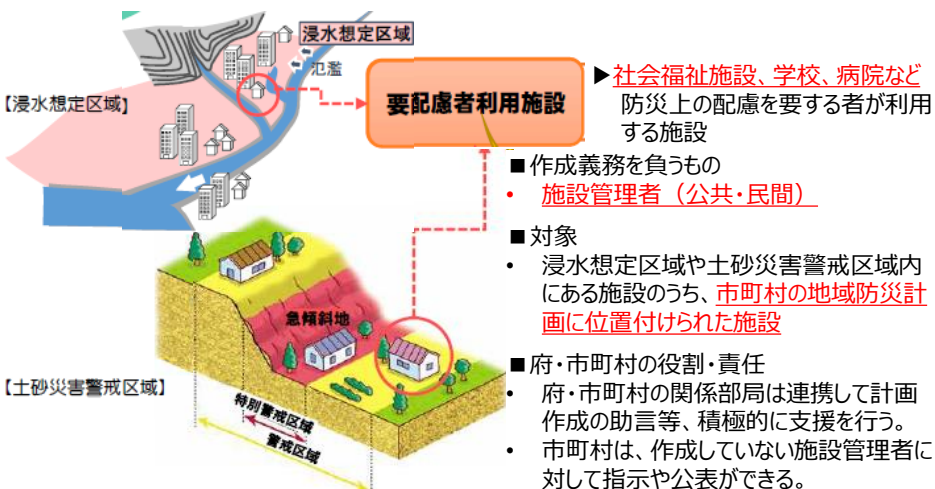 浸水想定区域
氾濫
【浸水想定区域】
要配慮者利用施設
▶社会福祉施設、学校、病院など
防災上の配慮を要する者が利用
する施設
■作成義務を負うもの
• 施設管理者（公共・民間）
■対象
• 浸水想定区域や土砂災害警戒区域内
にある施設のうち、市町村の地域防災計
画に位置付けられた施設
急傾斜地
【土砂災害警戒区域】
特別警戒区域
警戒区域
■府・市町村の役割・責任
• 府・市町村の関係部局は連携して計画
作成の助言等、積極的に支援を行う。
• 市町村は、作成していない施設管理者に
対して指示や公表ができる。